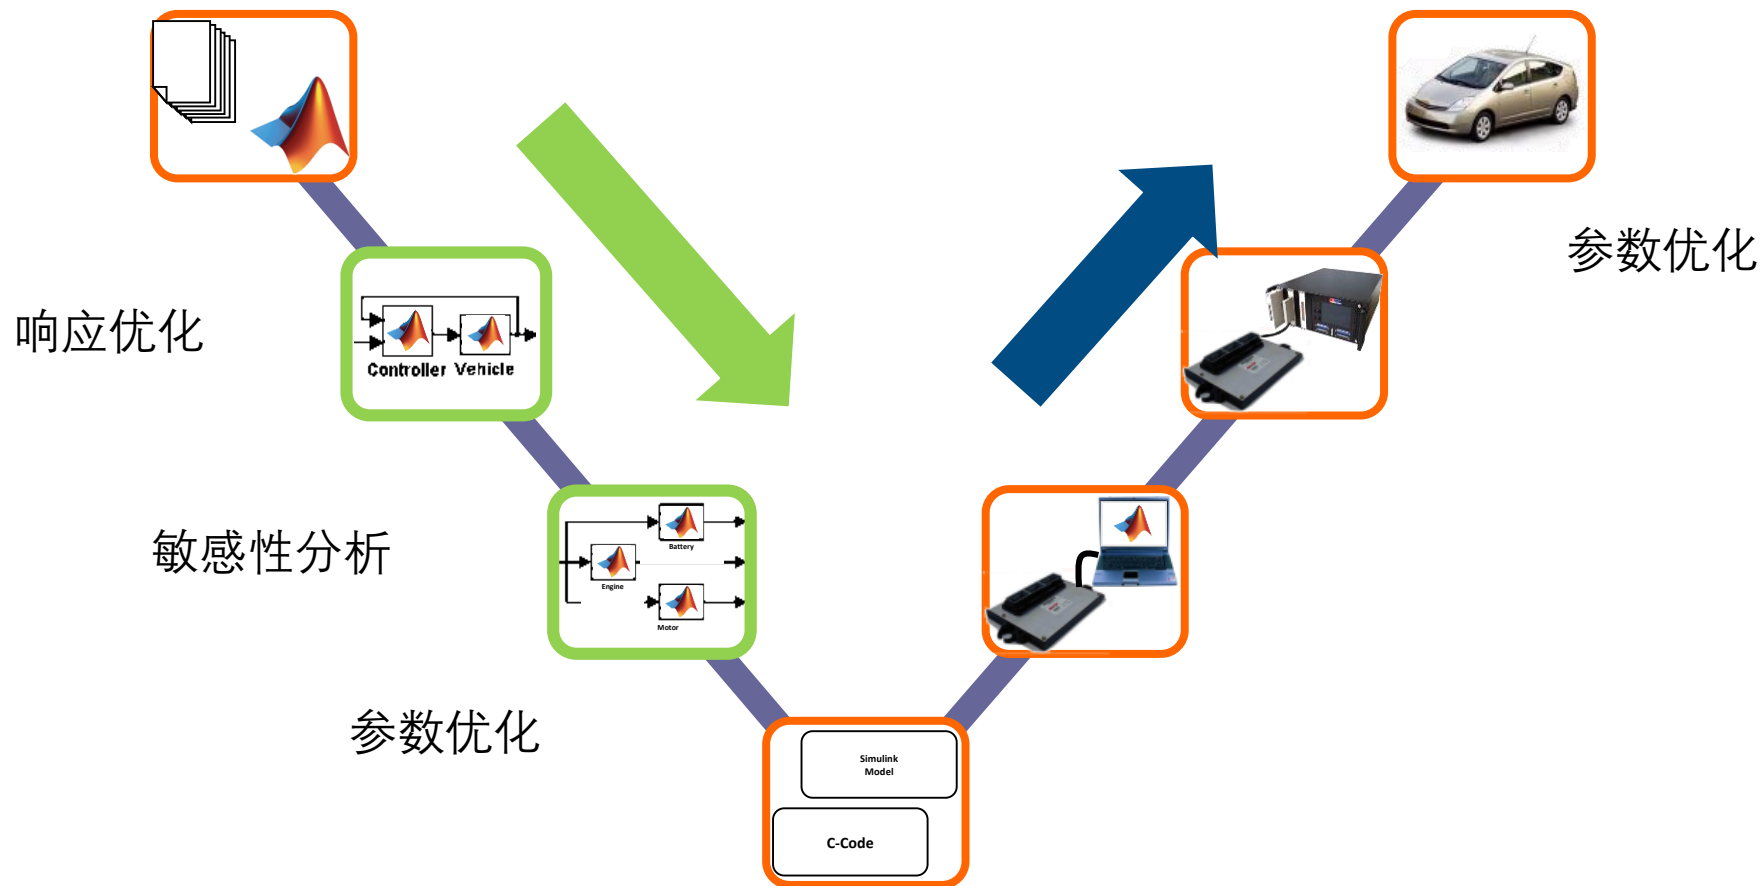 参数优化
响应优化
Controller Vehicle
敏感性分析
Battery
Engine
Motor
参数优化
Simulink
Model
C-Code